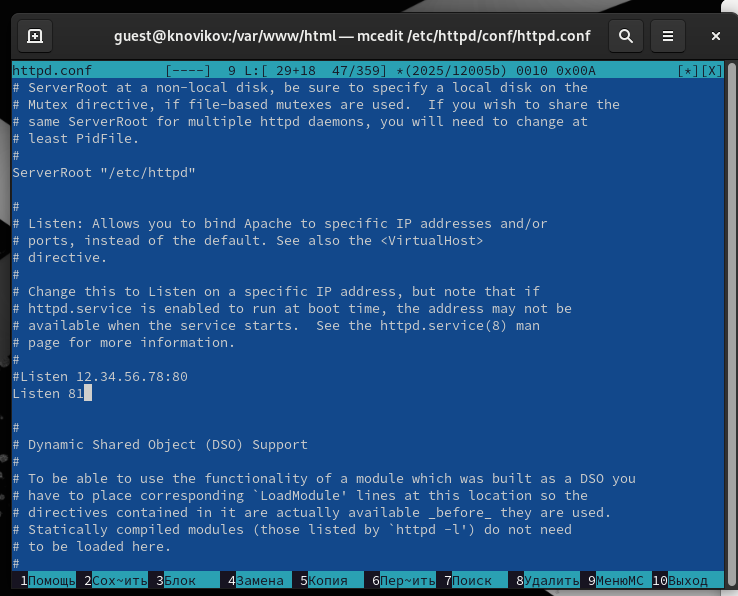 guest@knovikov:/var/www/html — mcedit /etc/httpd/conf/httpd.conf
httpd.conf [----] 9 L:[ 29+18 47/359] *(2025/12005b) 0010 0x00A [*][X]
# ServerRoot at a non-local disk, be sure to specify a local disk on the
# Mutex directive, if file-based mutexes are used. If you wish to share the
# same ServerRoot for multiple httpd daemons, you will need to change at
# least PidFile.
#
ServerRoot "/etc/httpd"
#
# Listen: Allows you to bind Apache to specific IP addresses and/or
# ports, instead of the default. See also the <VirtualHost>
# directive.
#
# Change this to Listen on a specific IP address, but note that if
# httpd.service is enabled to run at boot time, the address may not be
# available when the service starts. See the httpd.service(8) man
# page for more information.
#
#Listen 12.34.56.78:80
Listen 81
#
# Dynamic Shared Object (DSO) Support
#
# To be able to use the functionality of a module which was built as a DSO you
# have to place corresponding `LoadModule' lines at this location so the
# directives contained in it are actually available _before_ they are used.
# Statically compiled modules (those listed by `httpd -l') do not need
# to be loaded here.
#
1Помощь 2Сох~ить 3Блок 4Замена 5Копия 6Пер~ить 7Поиск 8Удалить 9МенюMC 10Выход